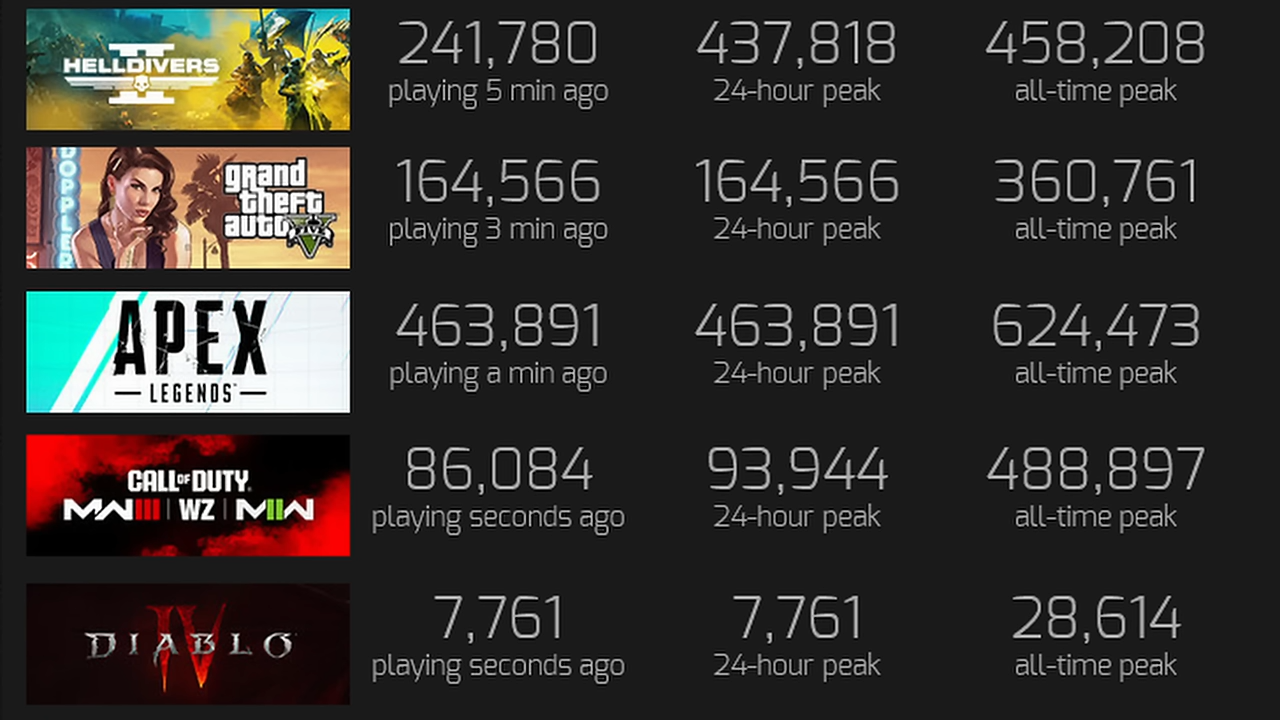 II
HELLDIVERS
241,780 437,818 458,208
playing 5 min ago 24-hour peak all-time peak
DOPPLER
grand
theft
auto V
FIVE
164,566 164,566 360,761
playing 3 min ago 24-hour peak all-time peak
APEX
LEGENDS
463,891 463,891 624,473
playing a min ago 24-hour peak all-time peak
CALL OF DUTY
MWIII | WZ | MWII
86,084 93,944 488,897
playing seconds ago 24-hour peak all-time peak
DIABLO
IV
7,761 7,761 28,614
playing seconds ago 24-hour peak all-time peak